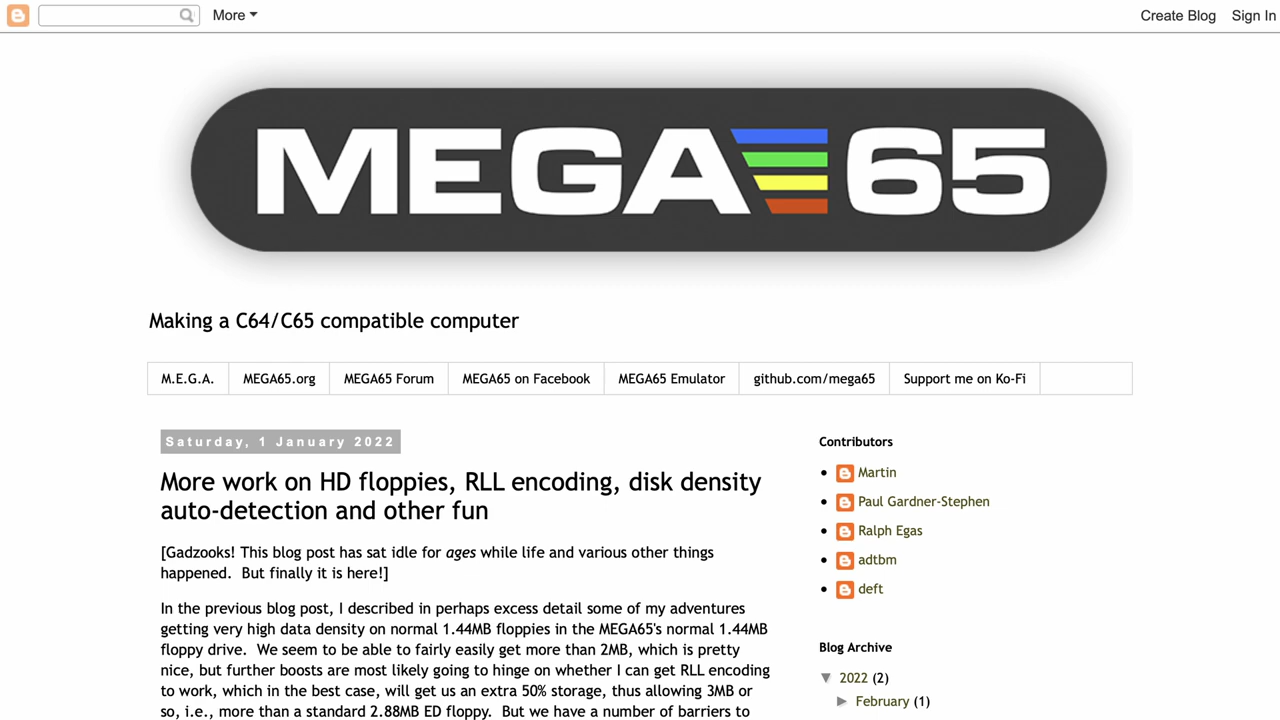 More
Create Blog
Sign In
MEGA 65
Making a C64/C65 compatible computer
M.E.G.A.
MEGA65.org
MEGA65 Forum
MEGA65 on Facebook
MEGA65 Emulator
github.com/mega65
Support me on Ko-Fi
Saturday, 1 January 2022
More work on HD floppies, RLL encoding, disk density
auto-detection and other fun
[Gadzooks! This blog post has sat idle for ages while life and various other things
happened.  But finally it is here!]
In the previous blog post, I described in perhaps excess detail some of my adventures
getting very high data density on normal 1.44MB floppies in the MEGA65's normal 1.44MB
floppy drive.  We seem to be able to fairly easily get more than 2MB, which is pretty
nice, but further boosts are most likely going to hinge on whether I can get RLL encoding
to work, which in the best case, will get us an extra 50% storage, thus allowing 3MB or
so, i.e., more than a standard 2.88MB ED floppy.  But we have a number of barriers to
Contributors
Martin
Paul Gardner-Stephen
Ralph Egas
adtbm
deft
Blog Archive
▼ 2022 (2)
► February (1)